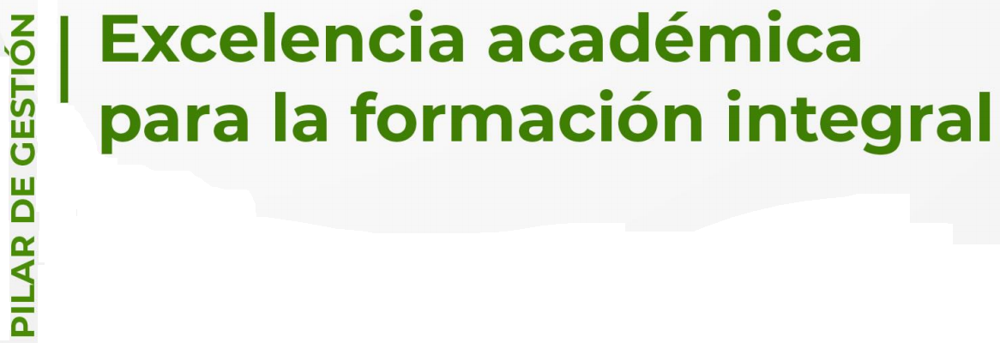 PILAR DE GESTIÓN
Excelencia académica
para la formación integral